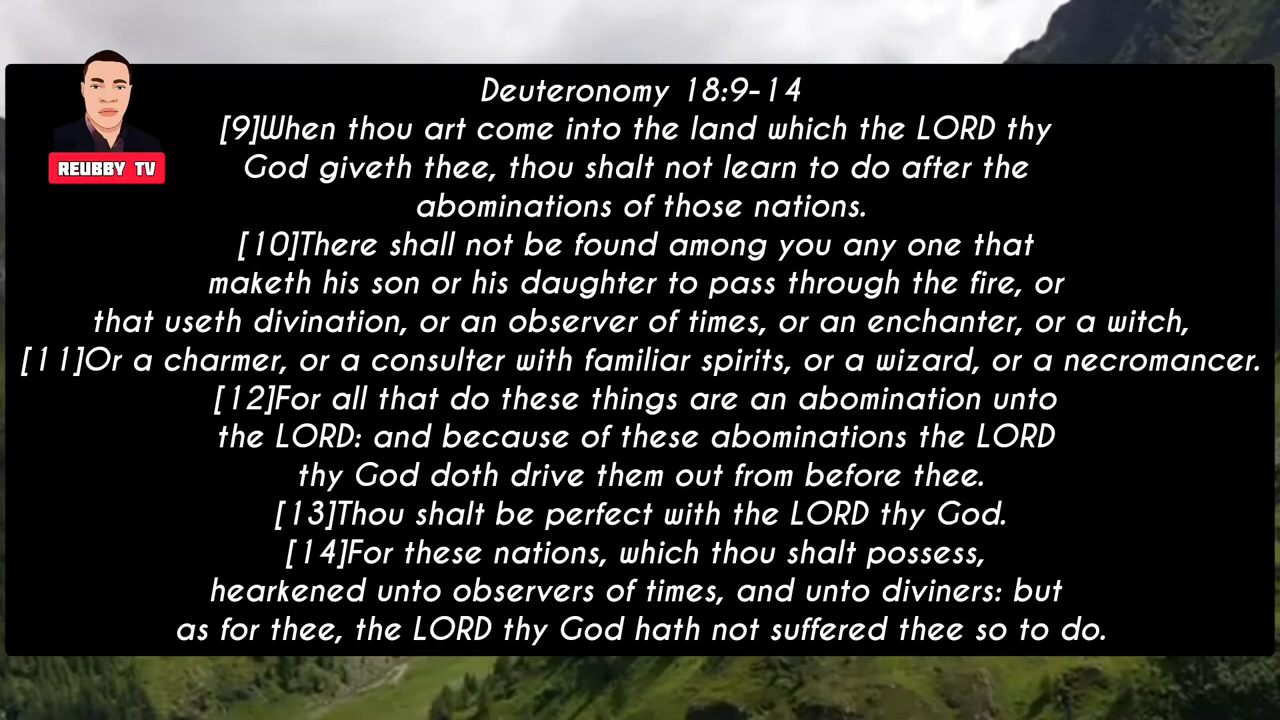 Deuteronomy 18:9-14
[9]When thou art come into the land which the LORD thy
God giveth thee, thou shalt not learn to do after the
abominations of those nations.
[10]There shall not be found among you any one that
maketh his son or his daughter to pass through the fire, or
that useth divination, or an observer of times, or an enchanter, or a witch,
[11]Or a charmer, or a consulter with familiar spirits, or a wizard, or a necromancer.
[12]For all that do these things are an abomination unto
the LORD: and because of these abominations the LORD
thy God doth drive them out from before thee.
[13]Thou shalt be perfect with the LORD thy God.
[14]For these nations, which thou shalt possess,
hearkened unto observers of times, and unto diviners: but
as for thee, the LORD thy God hath not suffered thee so to do.
REUBBY TV